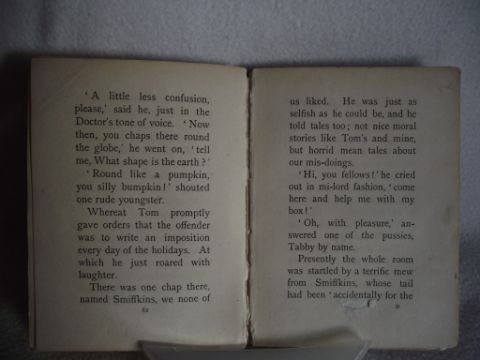 ‘A little less confusion,
please,’ said he, just in the
Doctor's tone of voice. ‘Now
then, you chaps there round
the globe,’ he went on, ‘tell
me, What shape is the earth?’
‘Round like a pumpkin,
you silly bumpkin!’ shouted
one rude youngster.
Whereat Tom promptly
gave orders that the offender
was to write an imposition
every day of the holidays. At
which he just roared with
laughter.
There was one chap there,
named Smiffkins, we none of
62
us liked. He was just as
selfish as he could be, and he
told tales too; not nice moral
stories like Tom's and mine,
but horrid mean tales about
our mis-doings.
‘Hi, you fellows!’ he cried
out in mi-lord fashion, ‘come
here and help me with my
box!’
‘Oh, with pleasure,’ an-
swered one of the pussies,
Tabby by name.
Presently the whole room
was startled by a terrific mew
from Smiffkins, whose tail
had been ‘accidentally for the